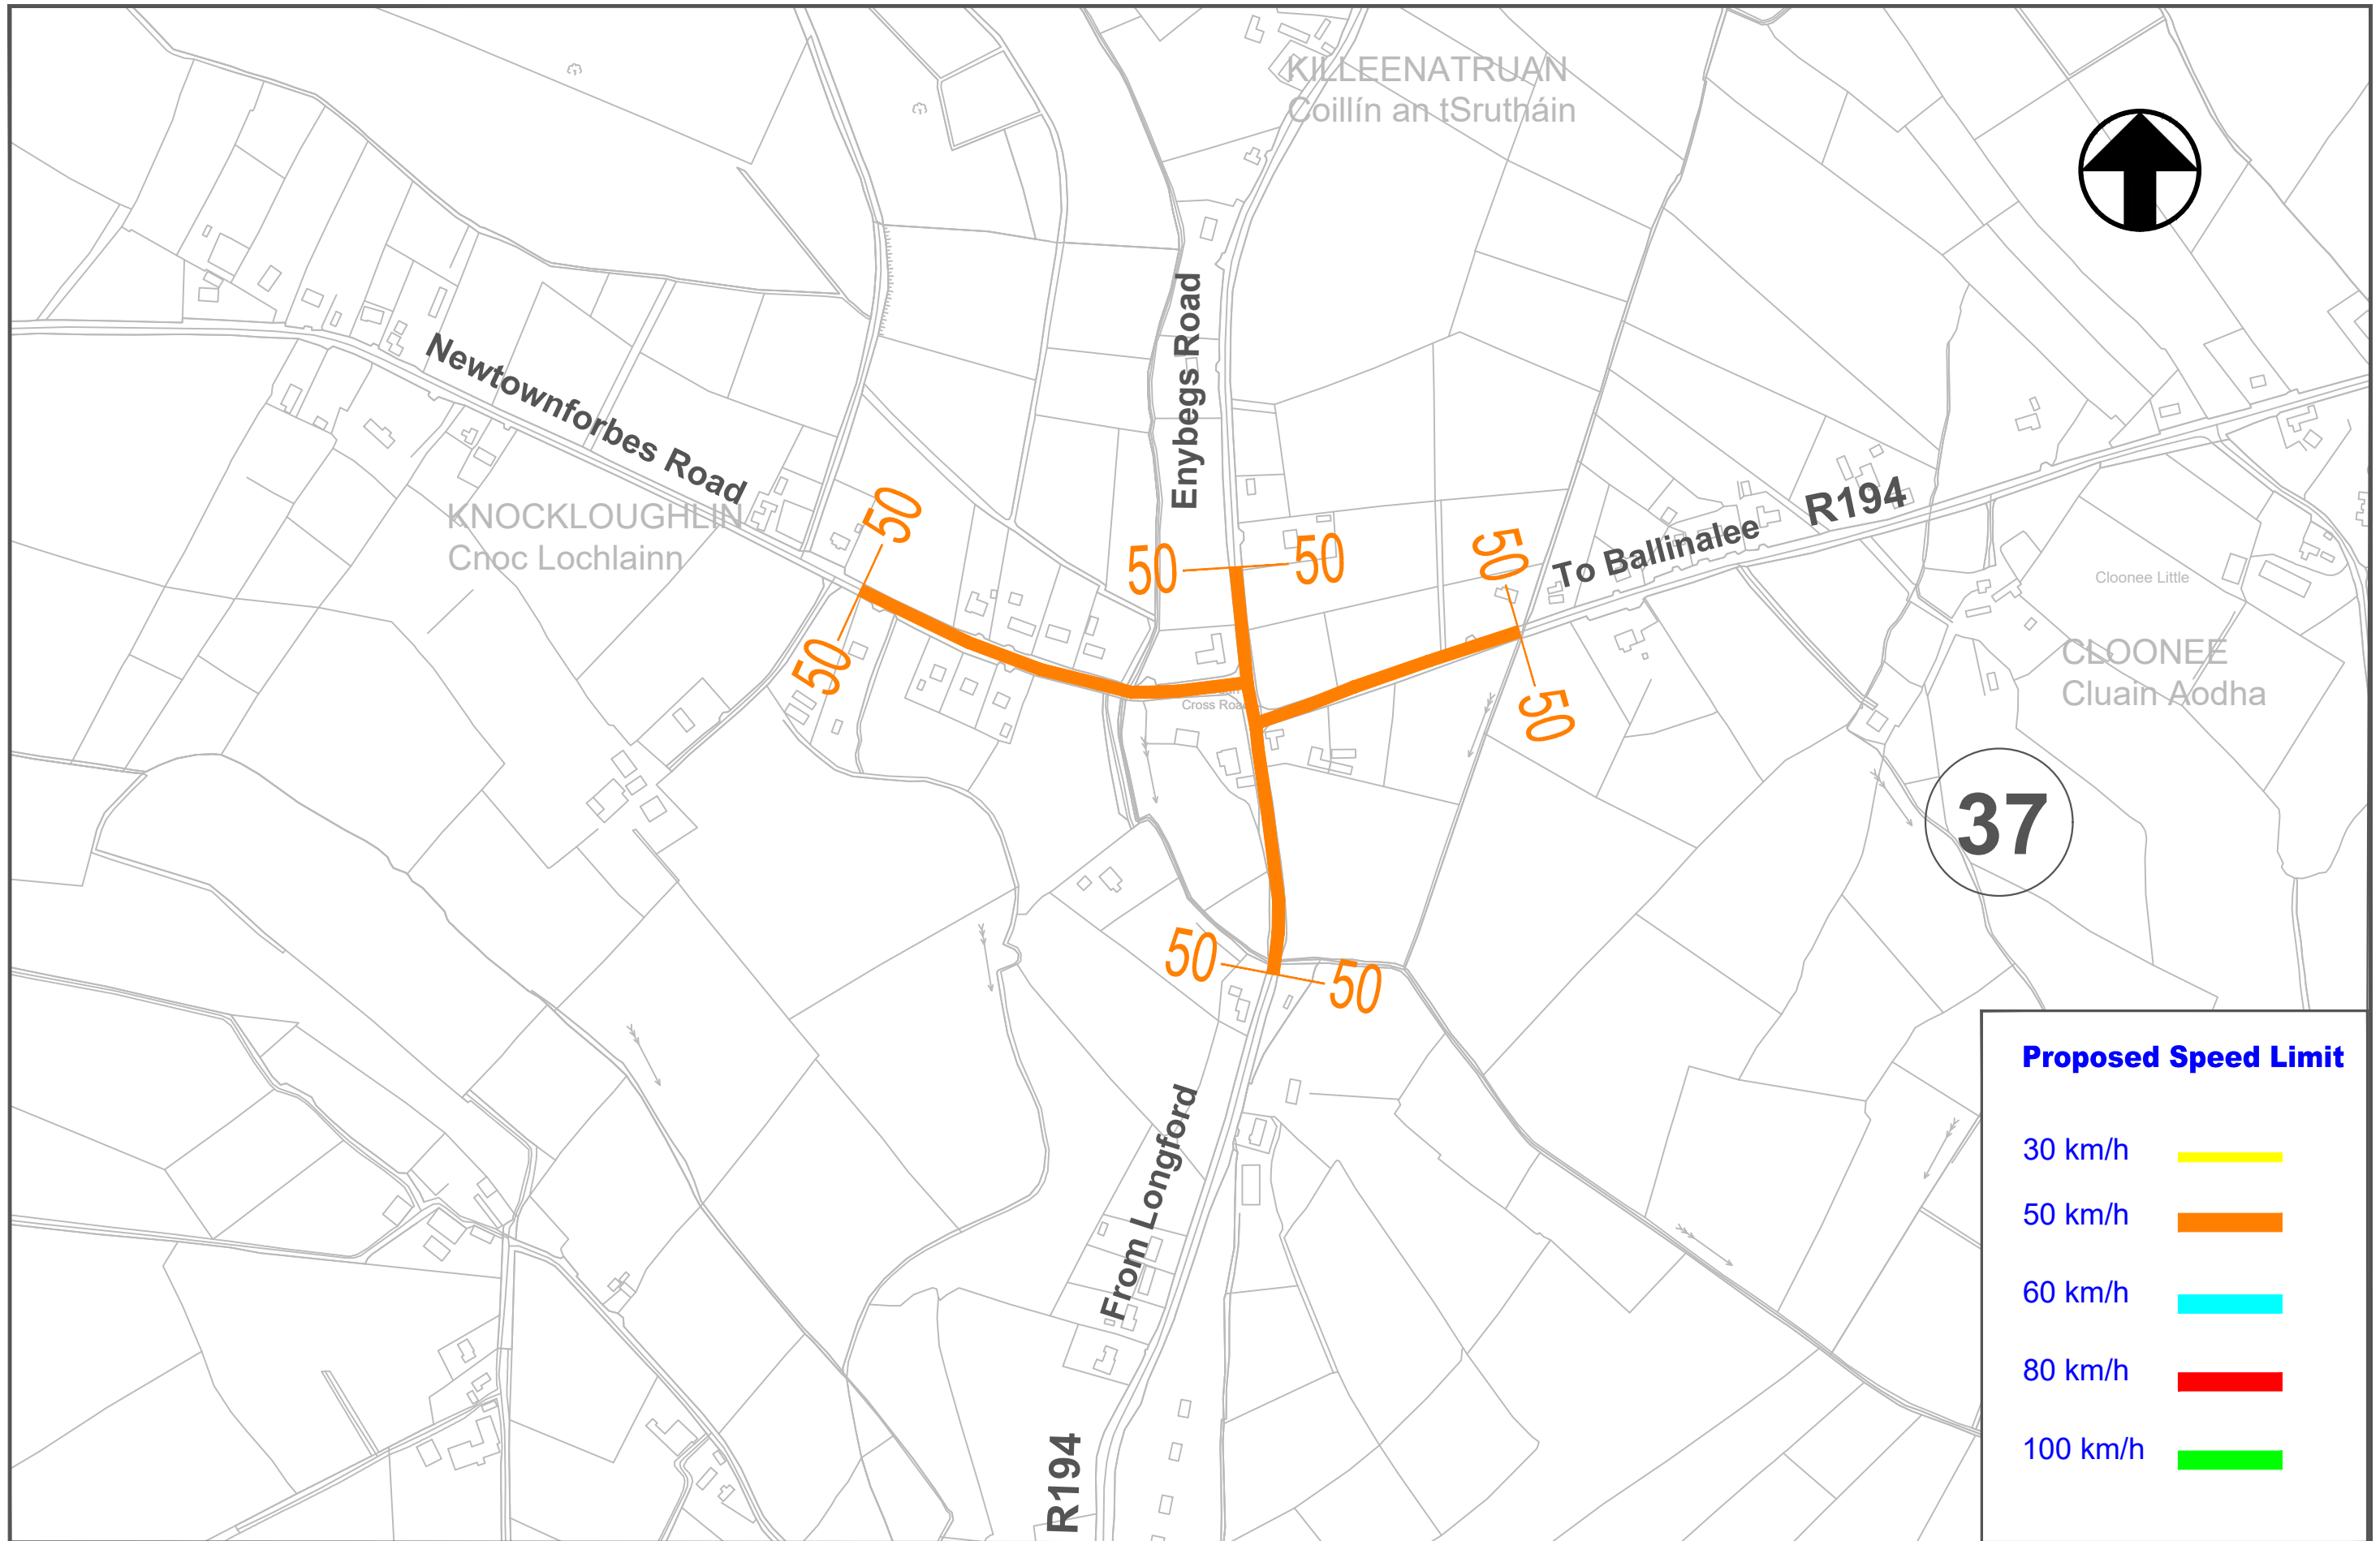 KILLEENATRUAN
Coillín an tSrutháin
Enybegs Road
Newtownforbes Road
KNOCKLOUGHLIN
Cnoc Lochlainn
R194
To Ballinalee
50
50
50
50
50
50
50
50
Cloonee Little
CLOONEE
Cluain Aodha
Cross
37
From Longford
R194
Proposed Speed Limit
30 km/h
50 km/h
60 km/h
80 km/h
100 km/h